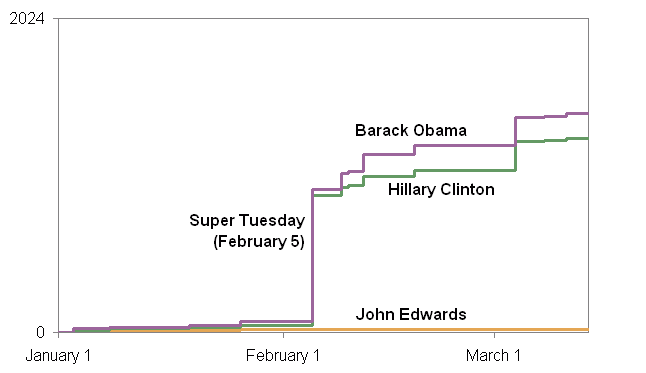 2024
Barack Obama
Hillary Clinton
Super Tuesday
(February 5)
John Edwards
0
January 1
February 1
March 1